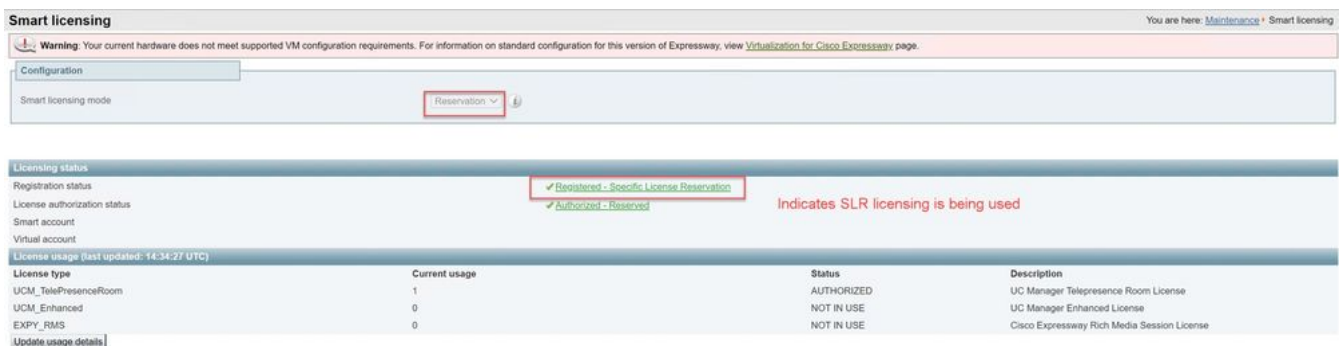 Smart licensing
You are here: Maintenance › Smart licensing
Warning: Your current hardware does not meet supported VM configuration requirements. For information on standard configuration for this version of Expressway, view Virtualization for Cisco Expressway page.
Configuration
Smart licensing mode
Reservation
Licensing status
Registration status
Registered - Specific License Reservation
License authorization status
Authorized - Reserved
Indicates SLR licensing is being used
Smart account
Virtual account
License usage (last updated: 14:34:27 UTC)
License type Current usage Status Description
UCM_TelePresenceRoom 1 AUTHORIZED UC Manager Telepresence Room License
UCM_Enhanced 0 NOT IN USE UC Manager Enhanced License
EXPY_RMS 0 NOT IN USE Cisco Expressway Rich Media Session License
Update usage details